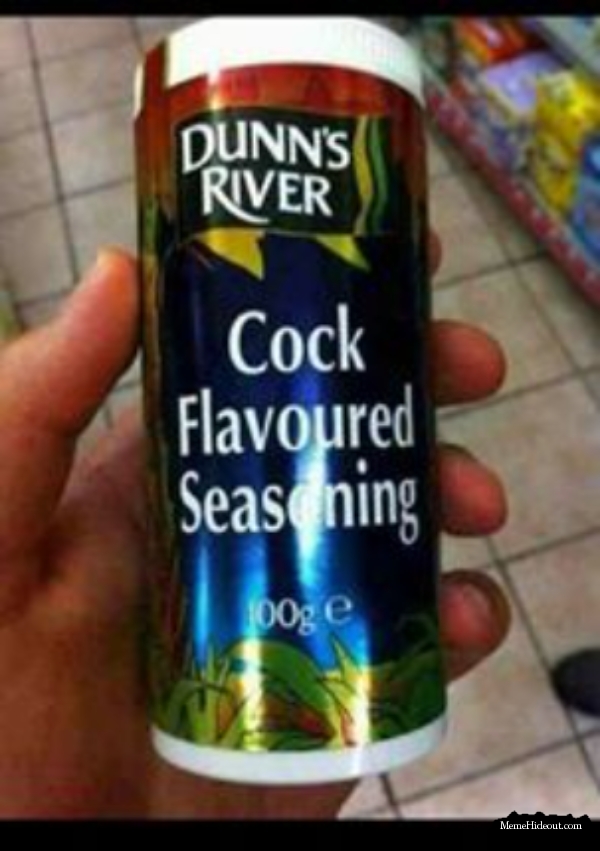 DUNN'S
RIVER
Cock
Flavoured
Seasoning
100g e
MemeHideout.com